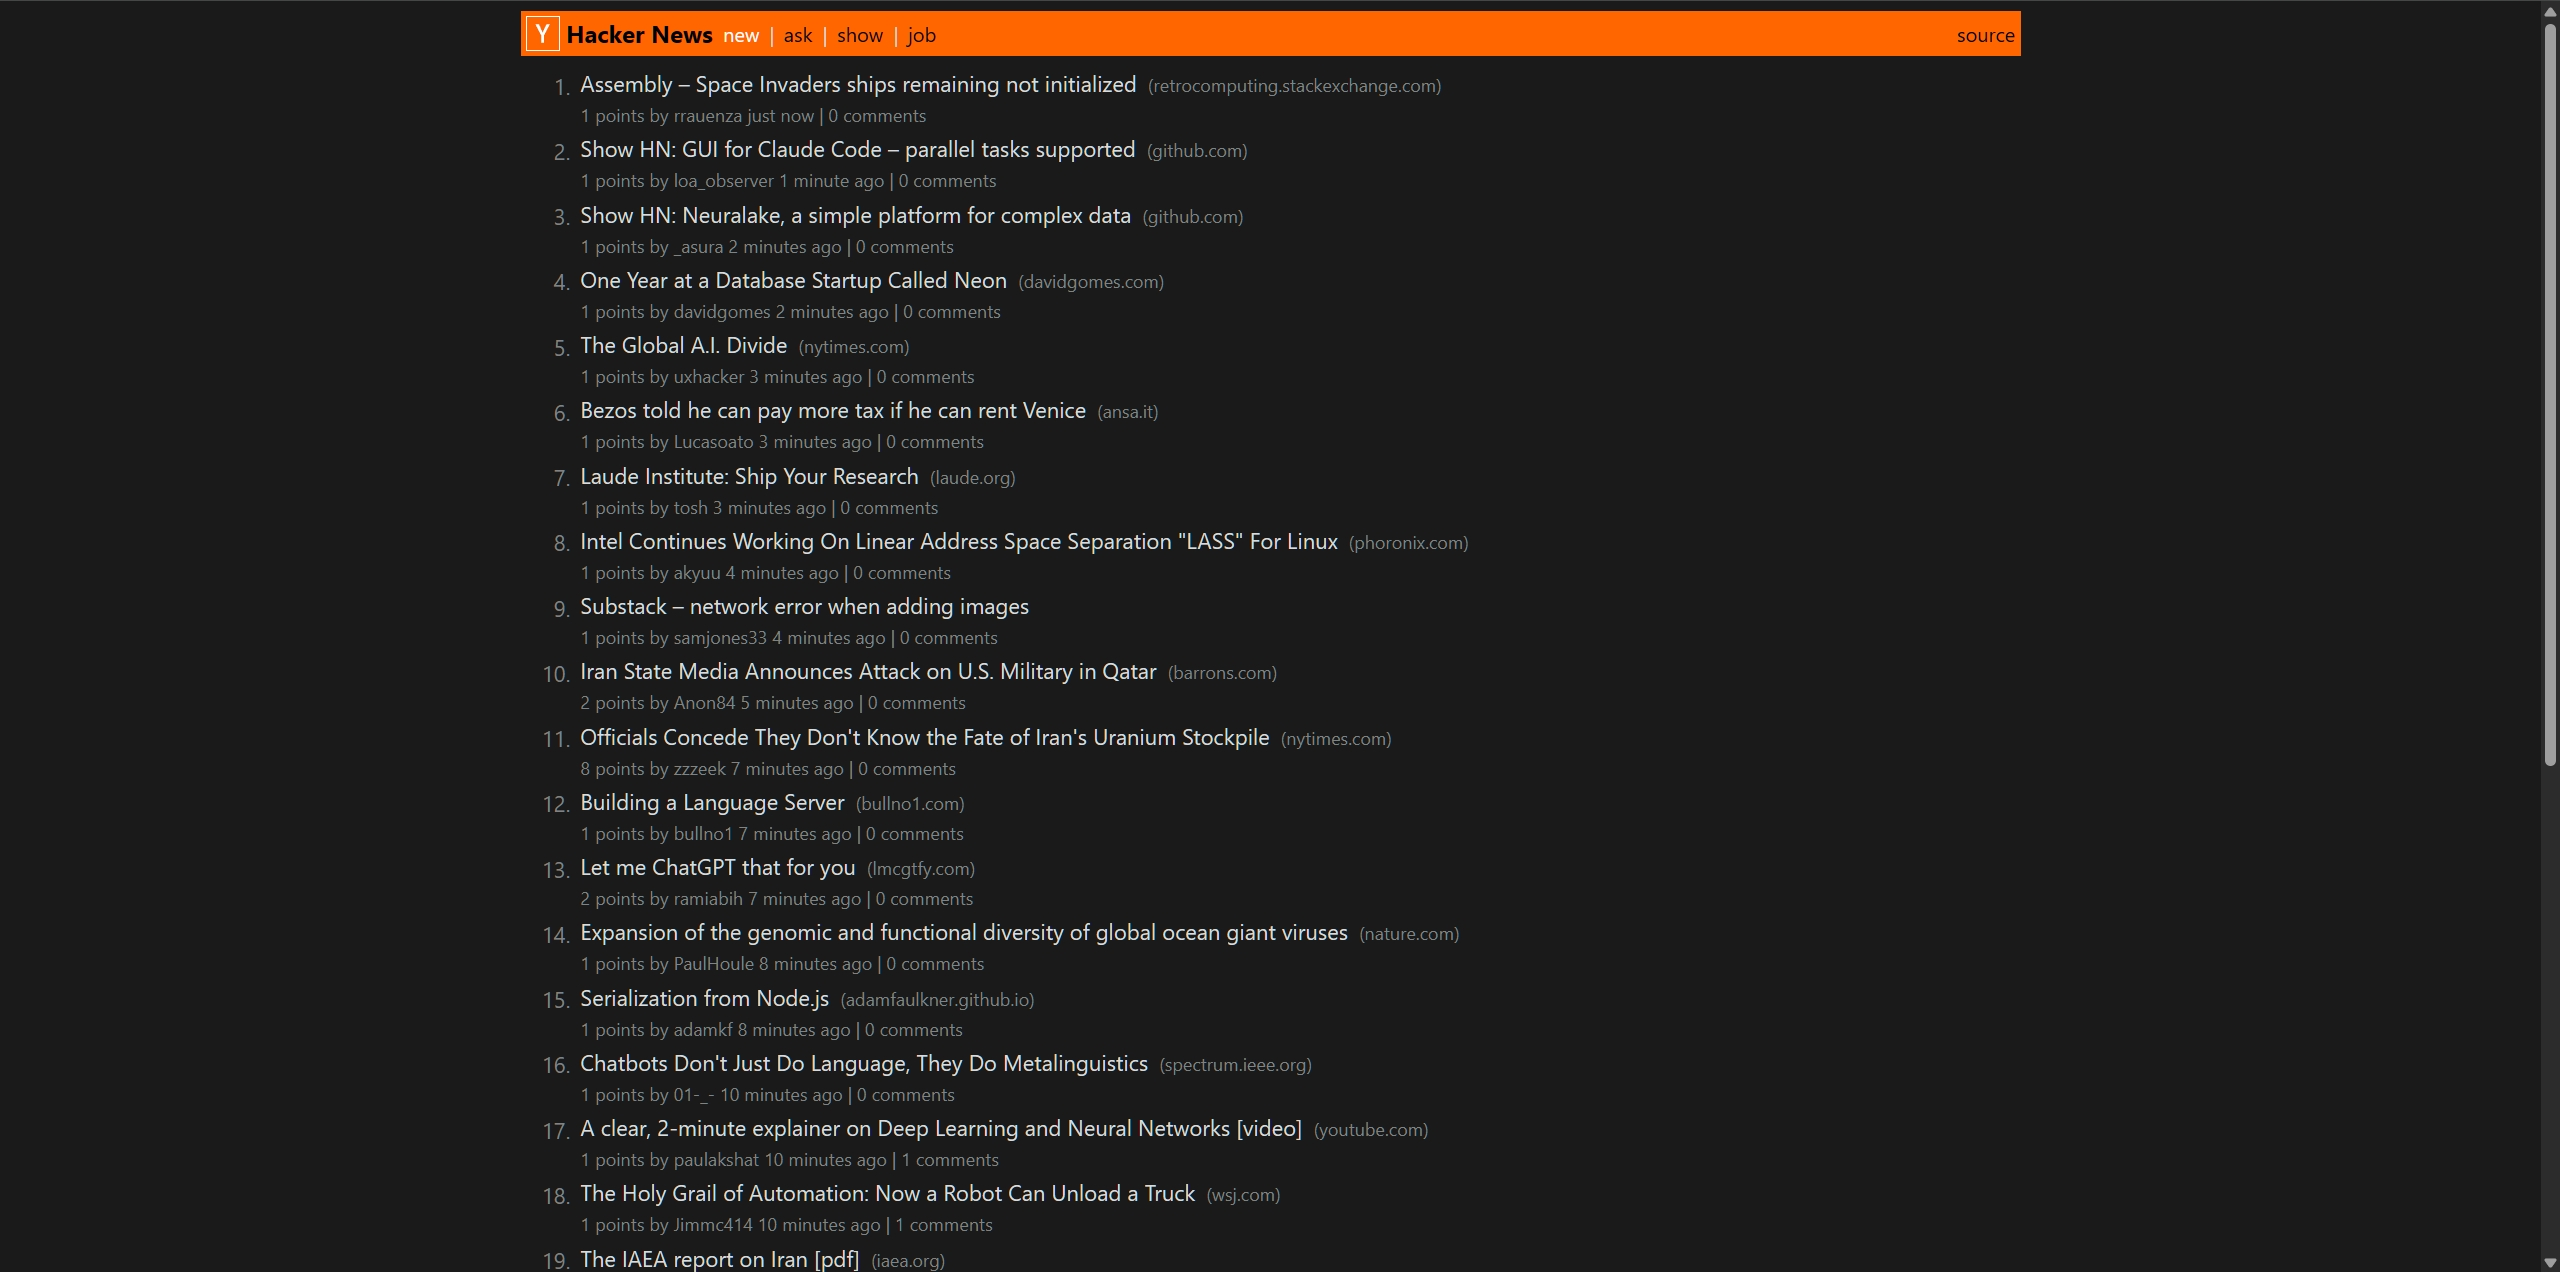 Y Hacker News new | ask | show | job source
1. Assembly – Space Invaders ships remaining not initialized (retrocomputing.stackexchange.com)
1 points by rrauenza just now | 0 comments
2. Show HN: GUI for Claude Code – parallel tasks supported (github.com)
1 points by loa_observer 1 minute ago | 0 comments
3. Show HN: Neuralake, a simple platform for complex data (github.com)
1 points by _asura 2 minutes ago | 0 comments
4. One Year at a Database Startup Called Neon (davidgomes.com)
1 points by davidgomes 2 minutes ago | 0 comments
5. The Global A.I. Divide (nytimes.com)
1 points by uxhacker 3 minutes ago | 0 comments
6. Bezos told he can pay more tax if he can rent Venice (ansa.it)
1 points by Lucasoato 3 minutes ago | 0 comments
7. Laude Institute: Ship Your Research (laude.org)
1 points by tosh 3 minutes ago | 0 comments
8. Intel Continues Working On Linear Address Space Separation "LASS" For Linux (phoronix.com)
1 points by akyuu 4 minutes ago | 0 comments
9. Substack – network error when adding images
1 points by samjones33 4 minutes ago | 0 comments
10. Iran State Media Announces Attack on U.S. Military in Qatar (barrons.com)
2 points by Anon84 5 minutes ago | 0 comments
11. Officials Concede They Don't Know the Fate of Iran's Uranium Stockpile (nytimes.com)
8 points by zzzeek 7 minutes ago | 0 comments
12. Building a Language Server (bullno1.com)
1 points by bullno1 7 minutes ago | 0 comments
13. Let me ChatGPT that for you (lmcgtfy.com)
2 points by ramiabih 7 minutes ago | 0 comments
14. Expansion of the genomic and functional diversity of global ocean giant viruses (nature.com)
1 points by PaulHoule 8 minutes ago | 0 comments
15. Serialization from Node.js (adamfaulkner.github.io)
1 points by adamkf 8 minutes ago | 0 comments
16. Chatbots Don't Just Do Language, They Do Metalinguistics (spectrum.ieee.org)
1 points by 01-_- 10 minutes ago | 0 comments
17. A clear, 2-minute explainer on Deep Learning and Neural Networks [video] (youtube.com)
1 points by paulakshat 10 minutes ago | 1 comments
18. The Holy Grail of Automation: Now a Robot Can Unload a Truck (wsj.com)
1 points by Jimmc414 10 minutes ago | 1 comments
19. The IAEA report on Iran [pdf] (iaea.org)